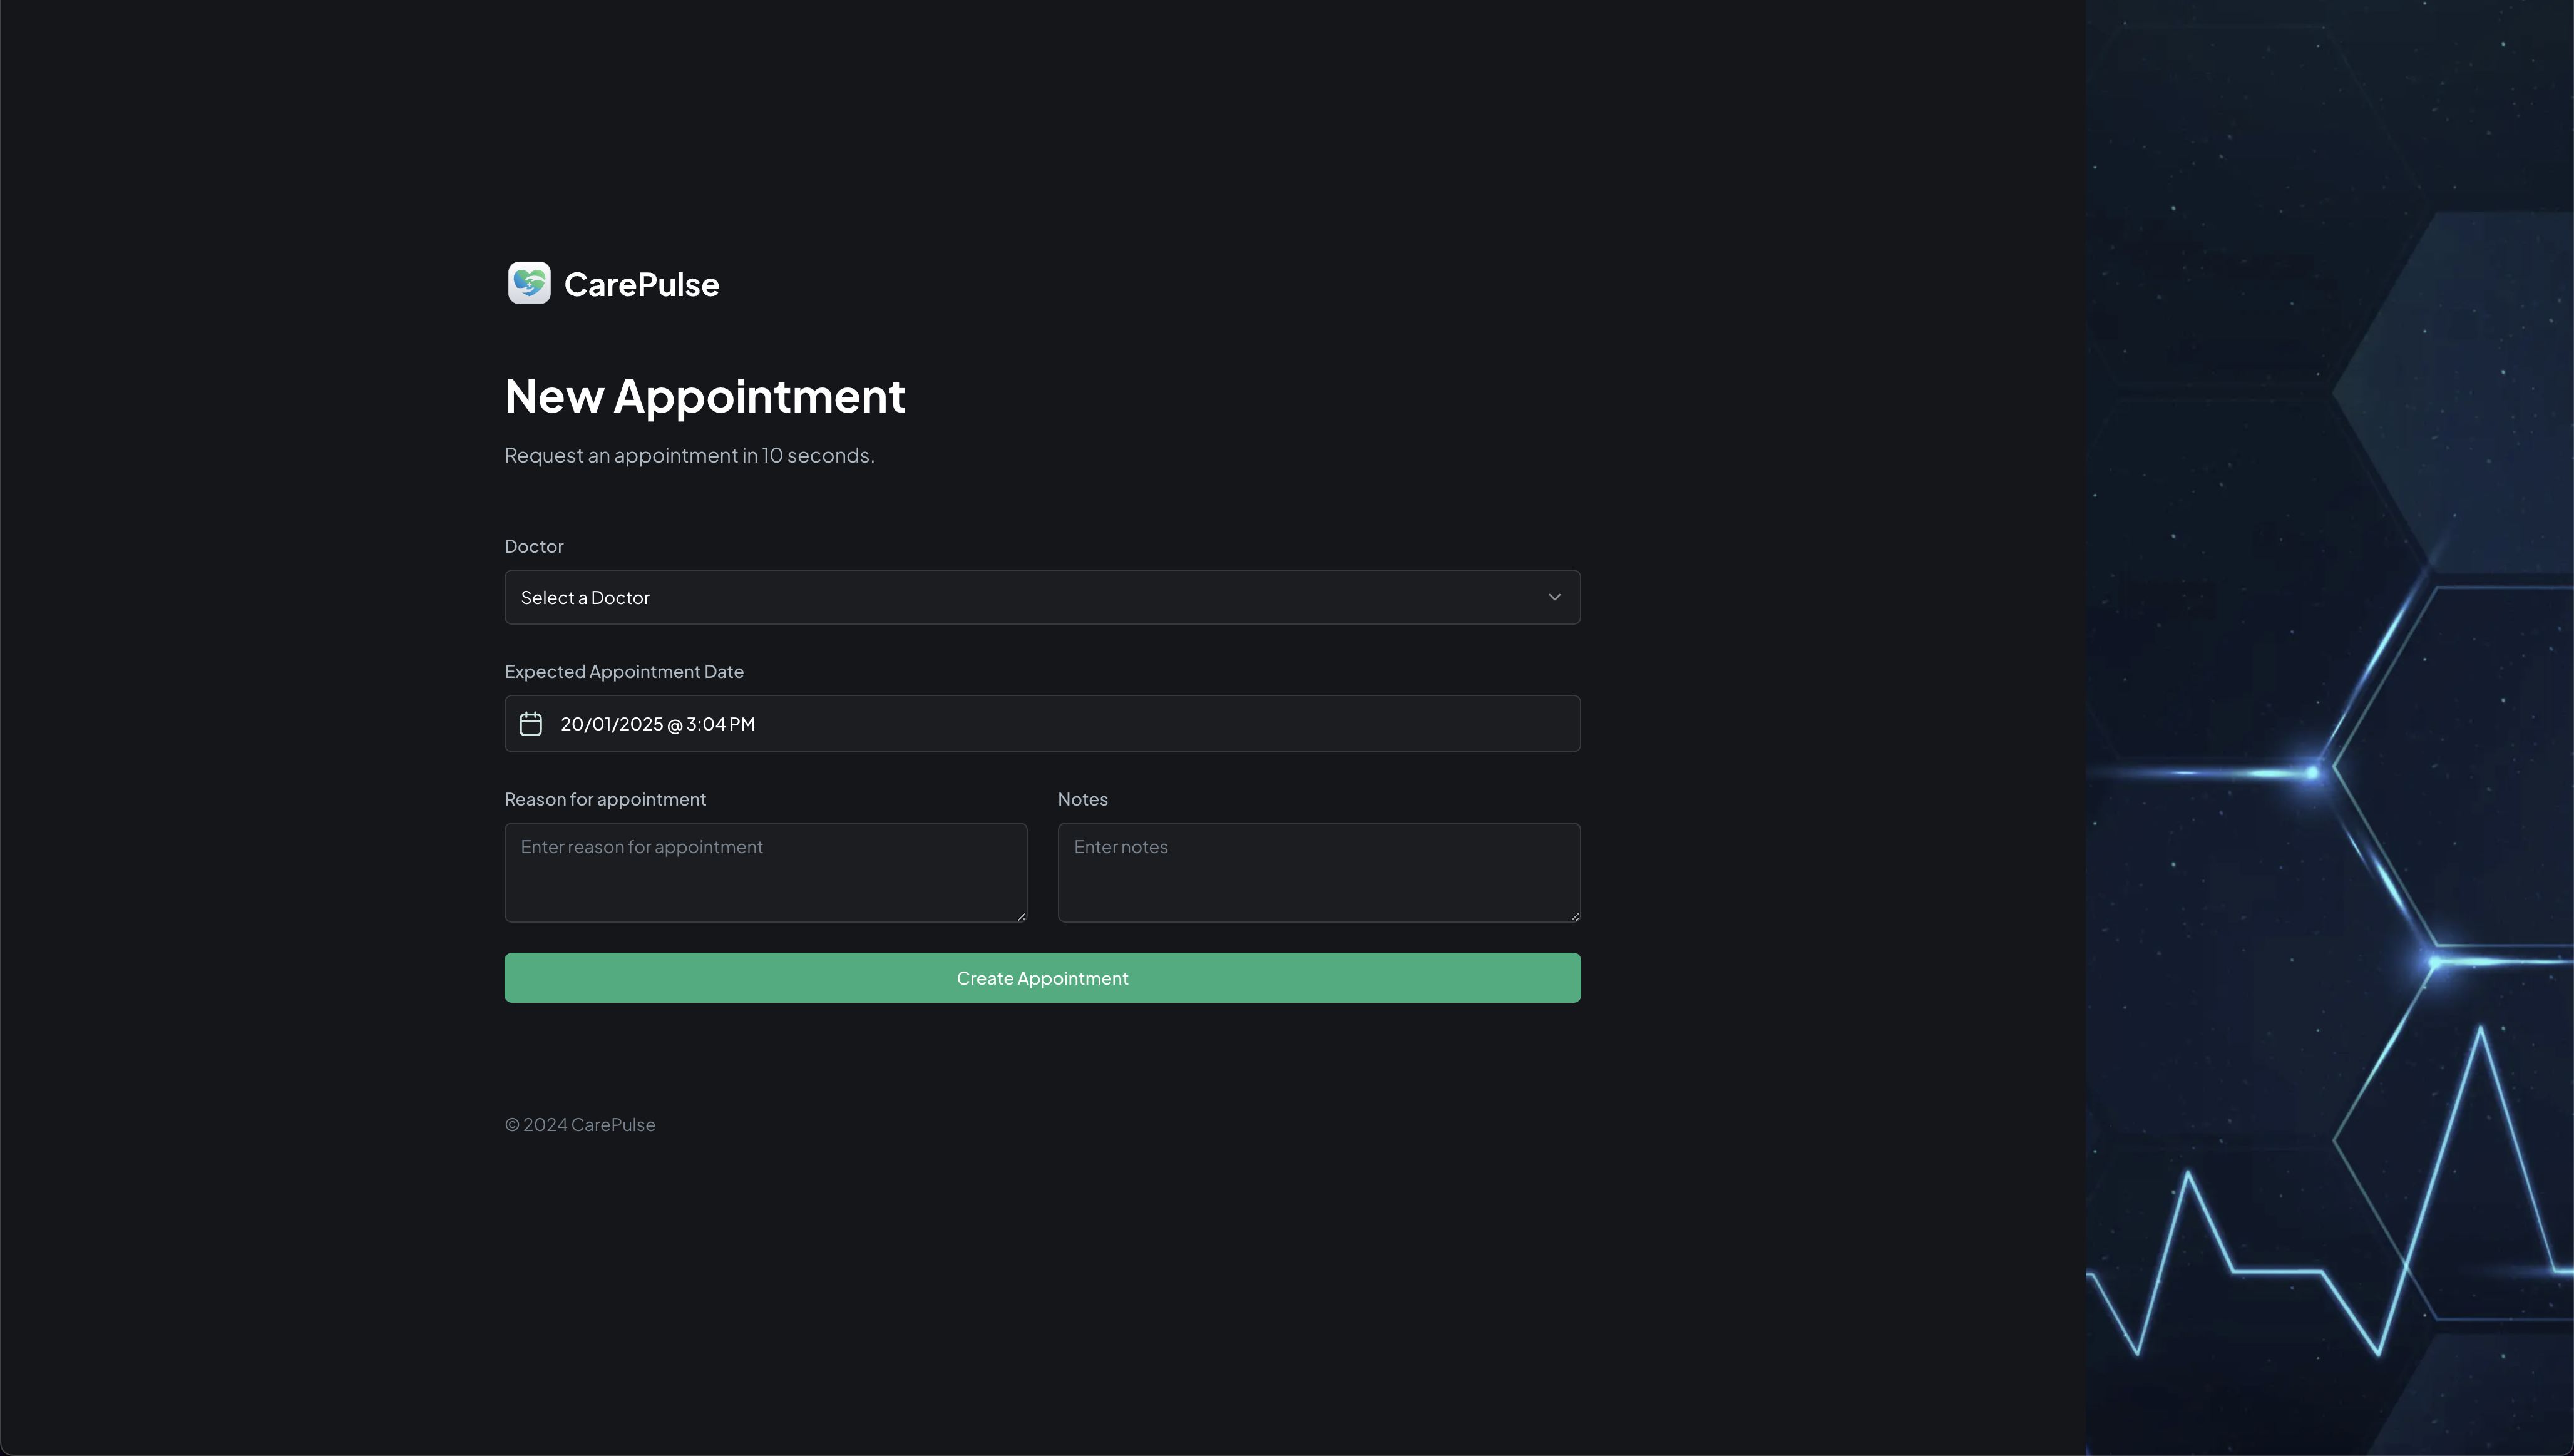 CarePulse
New Appointment
Request an appointment in 10 seconds.
Doctor
Select a Doctor
Expected Appointment Date
20/01/2025 @ 3:04 PM
Reason for appointment
Enter reason for appointment
Notes
Enter notes
Create Appointment
© 2024 CarePulse